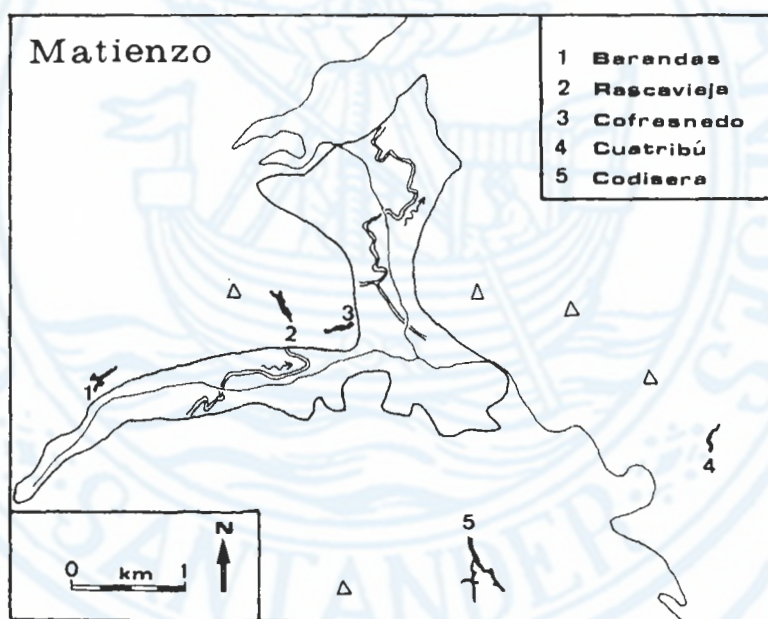 Matienzo
1 Barandas
2 Rascavieja
3 Cofresnedo
4 Cuatribú
5 Codisera
2
3
1
4
5
N
0 km 1
SANTANDER